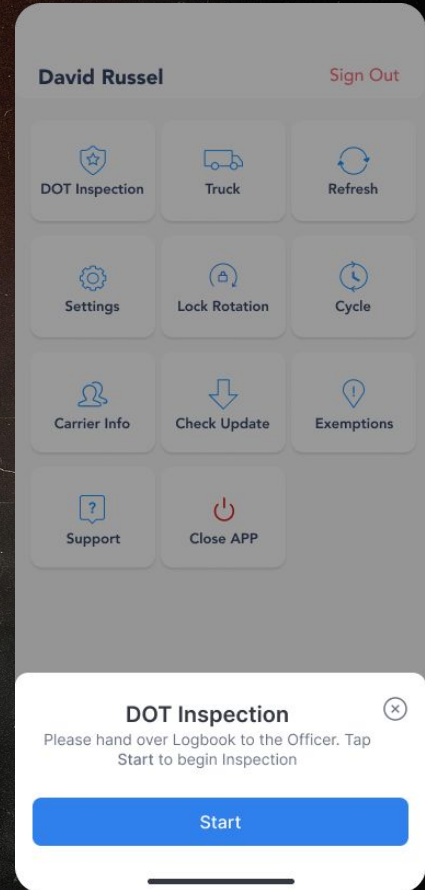 David Russel
Sign Out
DOT Inspection
Truck
Refresh
Settings
Lock Rotation
Cycle
Carrier Info
Check Update
Exemptions
Support
Close APP
DOT Inspection
Please hand over Logbook to the Officer. Tap
Start to begin Inspection
Start